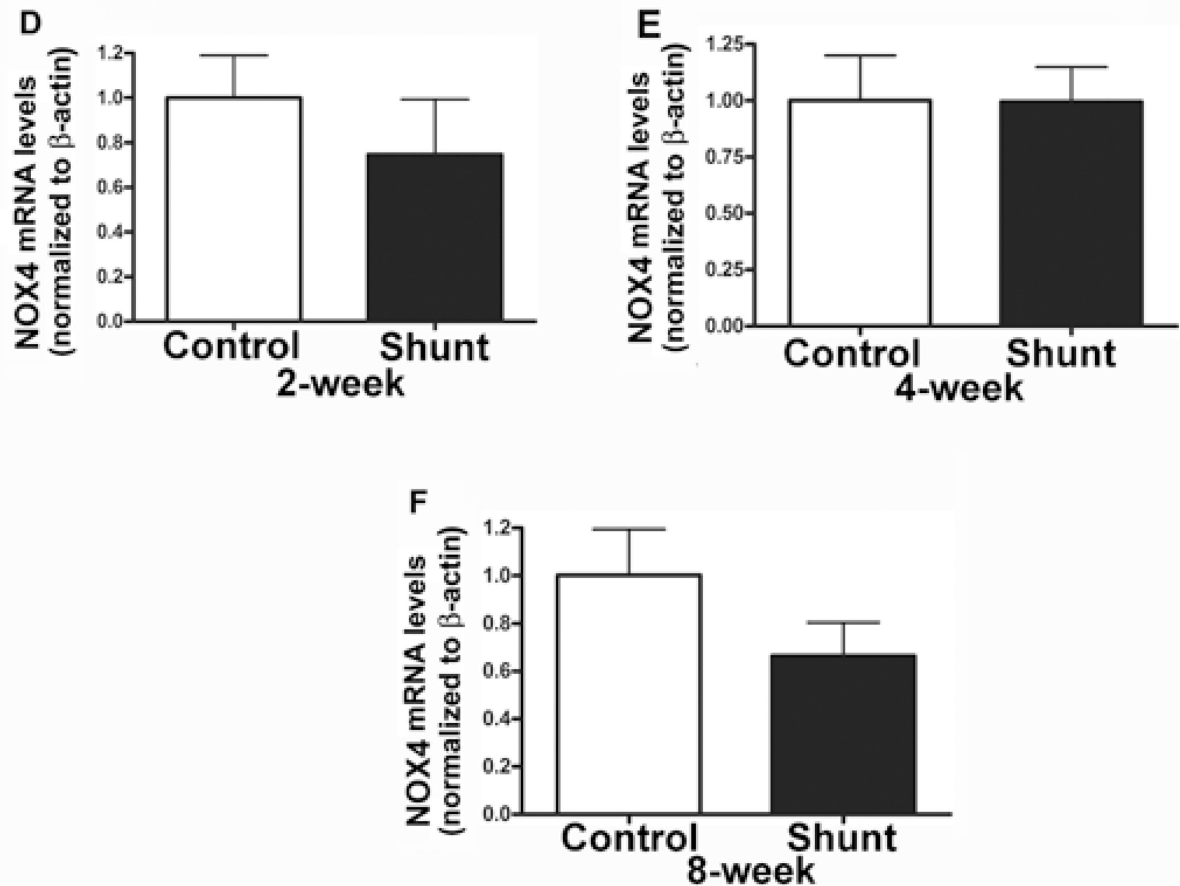 D
NOX4 mRNA levels
(normalized to β-actin)
1.2
1.0
0.8
0.6
0.4
0.2
0.0
Control Shunt
2-week
E
NOX4 mRNA levels
(normalized to β-actin)
1.25
1.00
0.75
0.50
0.25
0.00
Control Shunt
4-week
F
NOX4 mRNA levels
(normalized to β-actin)
1.2
1.0
0.8
0.6
0.4
0.2
0.0
Control Shunt
8-week